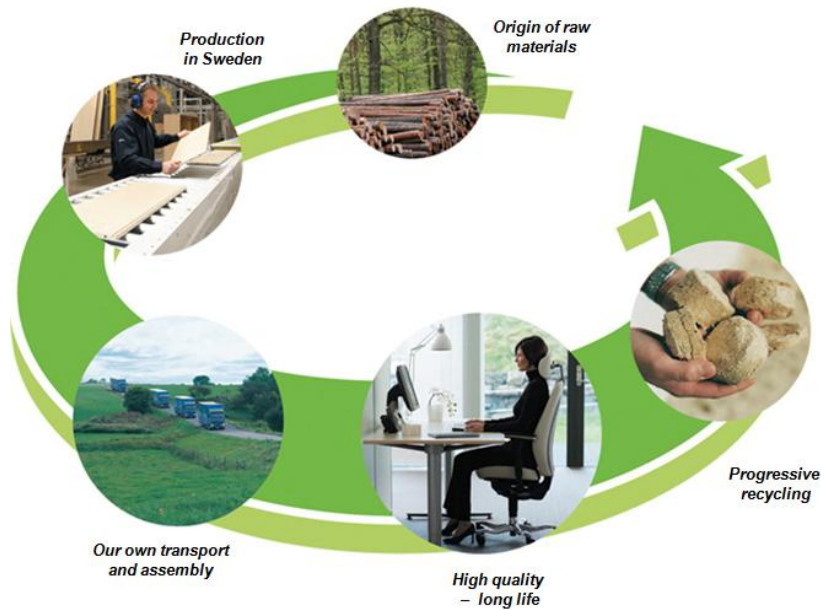 Origin of raw
materials
Production
in Sweden
Our own transport
and assembly
High quality
– long life
Progressive
recycling